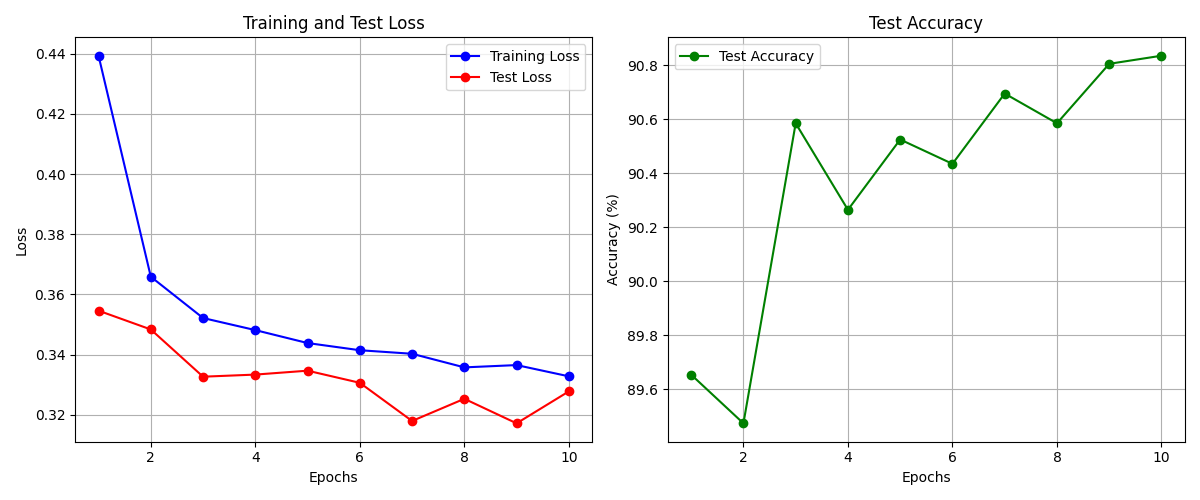 Training and Test Loss
Training Loss
Test Loss
0.44
0.42
0.40
0.38
0.36
0.34
0.32
Loss
2
4
6
8
10
Epochs
Test Accuracy
Test Accuracy
90.8
90.6
90.4
90.2
90.0
89.8
89.6
Accuracy (%)
2
4
6
8
10
Epochs